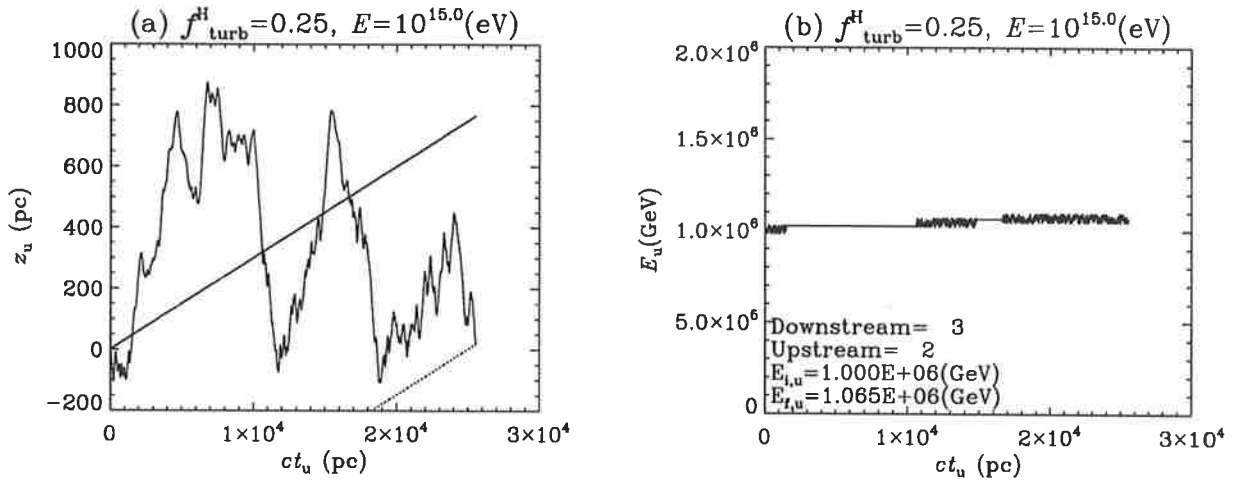 (a) f^H_turb=0.25, E=10^15.0(eV)
1000
800
600
400
200
0
−200
z_u (pc)
0
1×10^4
2×10^4
3×10^4
ct_u (pc)
(b) f^H_turb=0.25, E=10^15.0(eV)
2.0×10^6
1.5×10^6
1.0×10^6
5.0×10^6
0
E_u(GeV)
Downstream= 3
Upstream= 2
E_i,u=1.000E+06(GeV)
E_f,u=1.065E+06(GeV)
0
1×10^4
2×10^4
3×10^4
ct_u (pc)